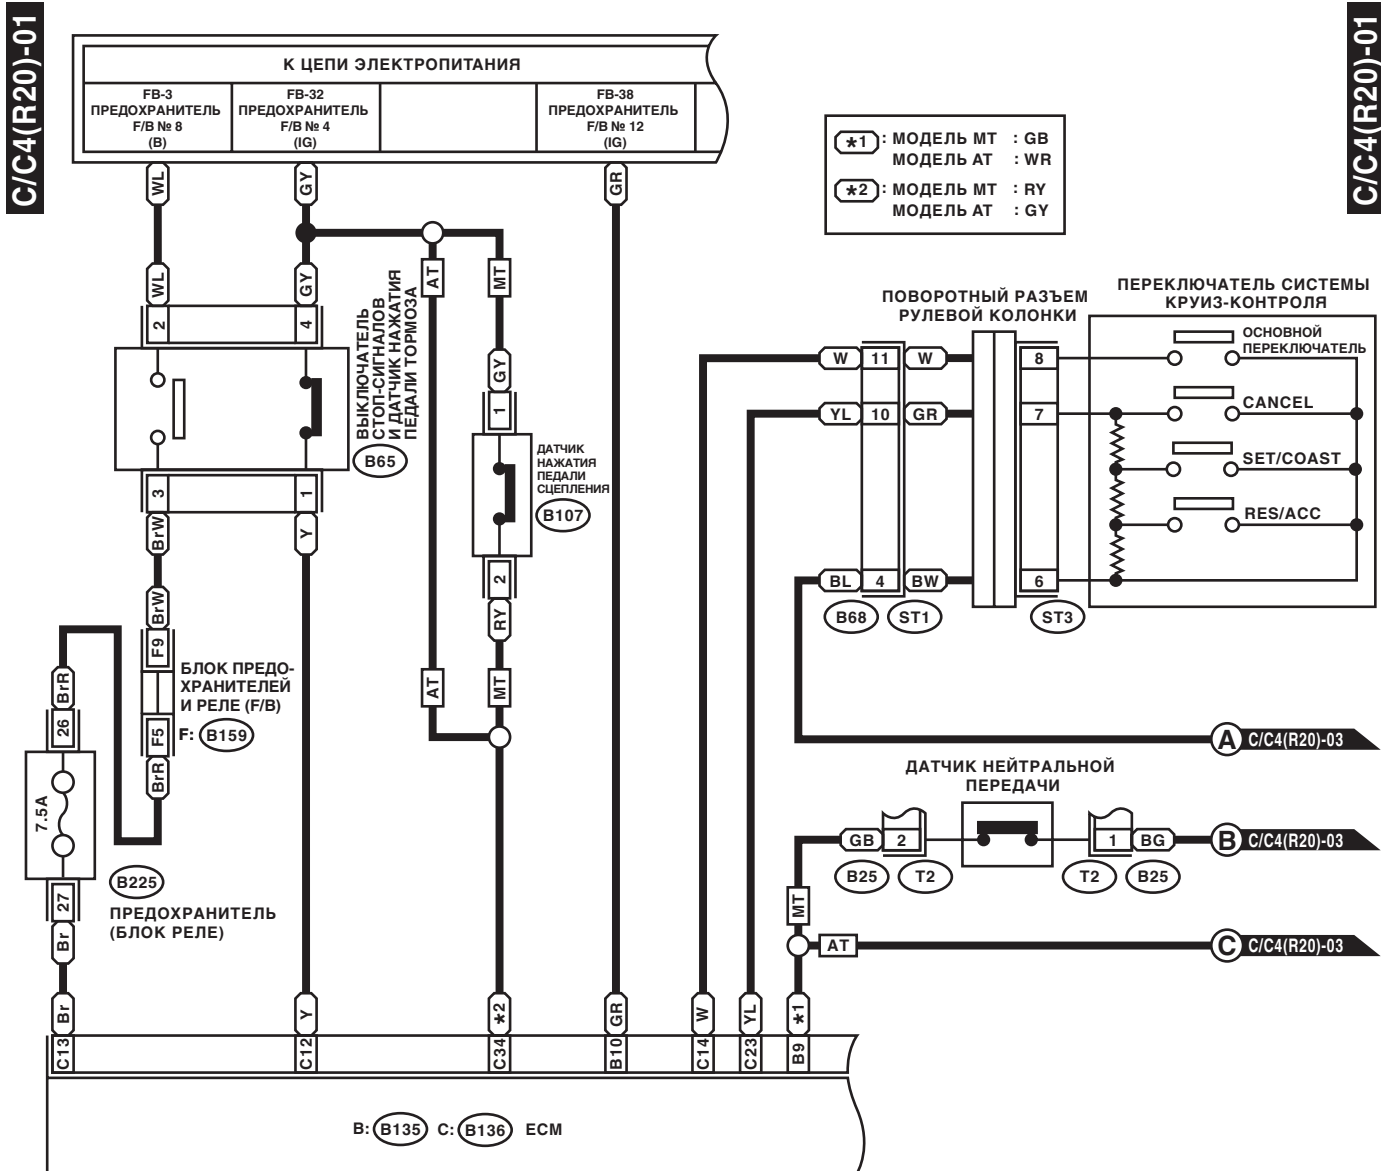 C/C4(R20)-01
C/C4(R20)-01
К ЦЕПИ ЭЛЕКТРОПИТАНИЯ
FB-3
ПРЕДОХРАНИТЕЛЬ
F/B № 8
(B)
FB-32
ПРЕДОХРАНИТЕЛЬ
F/B № 4
(IG)
FB-38
ПРЕДОХРАНИТЕЛЬ
F/B № 12
(IG)
*1 : МОДЕЛЬ МТ : GB
МОДЕЛЬ АТ : WR
*2 : МОДЕЛЬ МТ : RY
МОДЕЛЬ АТ : GY
WL
GY
GR
WL
GY
AT
MT
2
4
ВЫКЛЮЧАТЕЛЬ
СТОП-СИГНАЛОВ
И ДАТЧИК НАЖАТИЯ
ПЕДАЛИ ТОРМОЗА
B65
3
1
BrW
Y
GY
1
ДАТЧИК
НАЖАТИЯ
ПЕДАЛИ
СЦЕПЛЕНИЯ
B107
2
RY
AT
MT
BrW
F9
БЛОК ПРЕДО-
ХРАНИТЕЛЕЙ
И РЕЛЕ (F/B)
F: B159
F5
BrR
BrR
26
7.5A
27
Br
B225
ПРЕДОХРАНИТЕЛЬ
(БЛОК РЕЛЕ)
ПОВОРОТНЫЙ РАЗЪЕМ
РУЛЕВОЙ КОЛОНКИ
ПЕРЕКЛЮЧАТЕЛЬ СИСТЕМЫ
КРУИЗ-КОНТРОЛЯ
W 11 W 8
ОСНОВНОЙ
ПЕРЕКЛЮЧАТЕЛЬ
YL 10 GR 7
CANCEL
SET/COAST
RES/ACC
BL 4 BW 6
B68 ST1 ST3
A C/C4(R20)-03
ДАТЧИК НЕЙТРАЛЬНОЙ
ПЕРЕДАЧИ
GB 2 1 BG B C/C4(R20)-03
B25 T2 T2 B25
MT
AT C C/C4(R20)-03
Br Y *2 GR W YL *1
C13 C12 C34 B10 C14 C23 B9
B: B135 C: B136 ECM